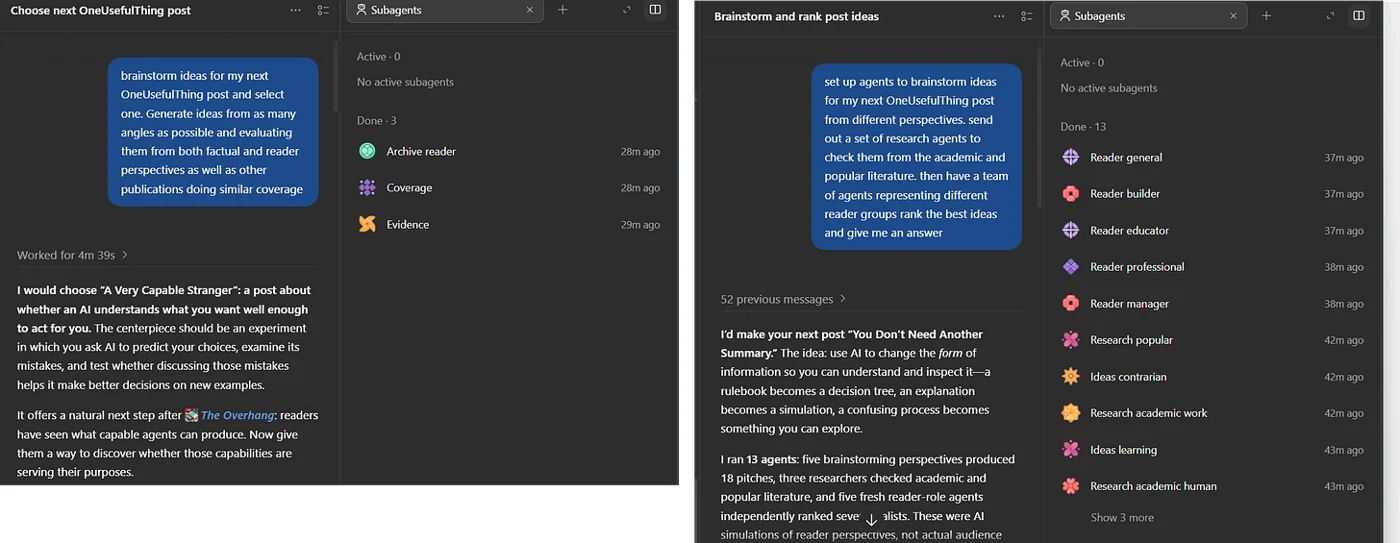 Choose next OneUsefulThing post
Subagents
brainstorm ideas for my next
OneUsefulThing post and select
one. Generate ideas from as many
angles as possible and evaluating
them from both factual and reader
perspectives as well as other
publications doing similar coverage
Worked for 4m 39s
I would choose “A Very Capable Stranger”: a post about
whether an AI understands what you want well enough
to act for you. The centerpiece should be an experiment
in which you ask AI to predict your choices, examine its
mistakes, and test whether discussing those mistakes
helps it make better decisions on new examples.
It offers a natural next step after The Overhang: readers
have seen what capable agents can produce. Now give
them a way to discover whether those capabilities are
serving their purposes.
Active · 0
No active subagents
Done · 3
Archive reader 28m ago
Coverage 28m ago
Evidence 29m ago
Brainstorm and rank post ideas
Subagents
set up agents to brainstorm ideas
for my next OneUsefulThing post
from different perspectives. send
out a set of research agents to
check them from the academic and
popular literature. then have a team
of agents representing different
reader groups rank the best ideas
and give me an answer
52 previous messages
I’d make your next post “You Don’t Need Another
Summary.” The idea: use AI to change the form of
information so you can understand and inspect it—a
rulebook becomes a decision tree, an explanation
becomes a simulation, a confusing process becomes
something you can explore.
I ran 13 agents: five brainstorming perspectives produced
18 pitches, three researchers checked academic and
popular literature, and five fresh reader-role agents
independently ranked These were AI
simulations of reader perspectives, not actual audience
Active · 0
No active subagents
Done · 13
Reader general 37m ago
Reader builder 37m ago
Reader educator 37m ago
Reader professional 38m ago
Reader manager 38m ago
Research popular 42m ago
Ideas contrarian 42m ago
Research academic work 42m ago
Ideas learning 43m ago
Research academic human 43m ago
Show 3 more